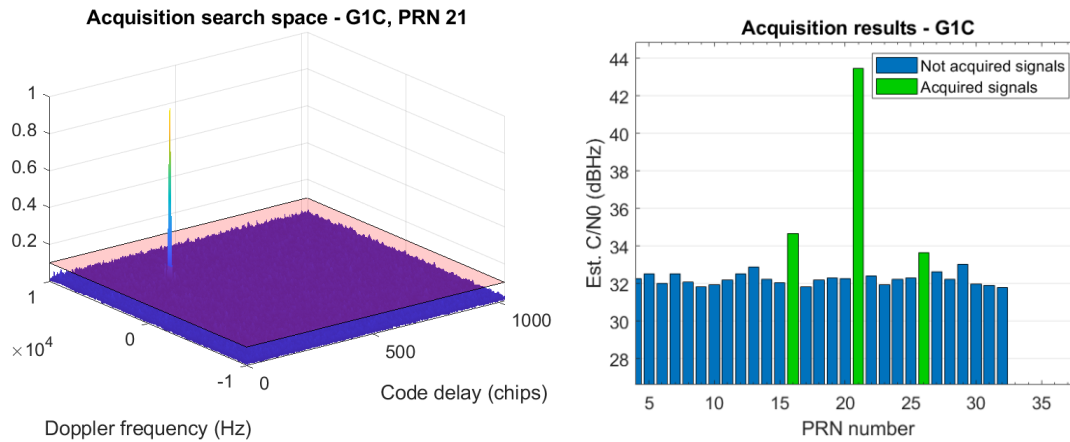 Acquisition search space - G1C, PRN 21
1
0.8
0.6
0.4
0.2
1
×10⁴
0
-1
0
500
1000
Code delay (chips)
Doppler frequency (Hz)
Acquisition results - G1C
Not acquired signals
Acquired signals
44
42
40
38
36
34
32
30
28
Est. C/N0 (dBHz)
5 10 15 20 25 30 35
PRN number